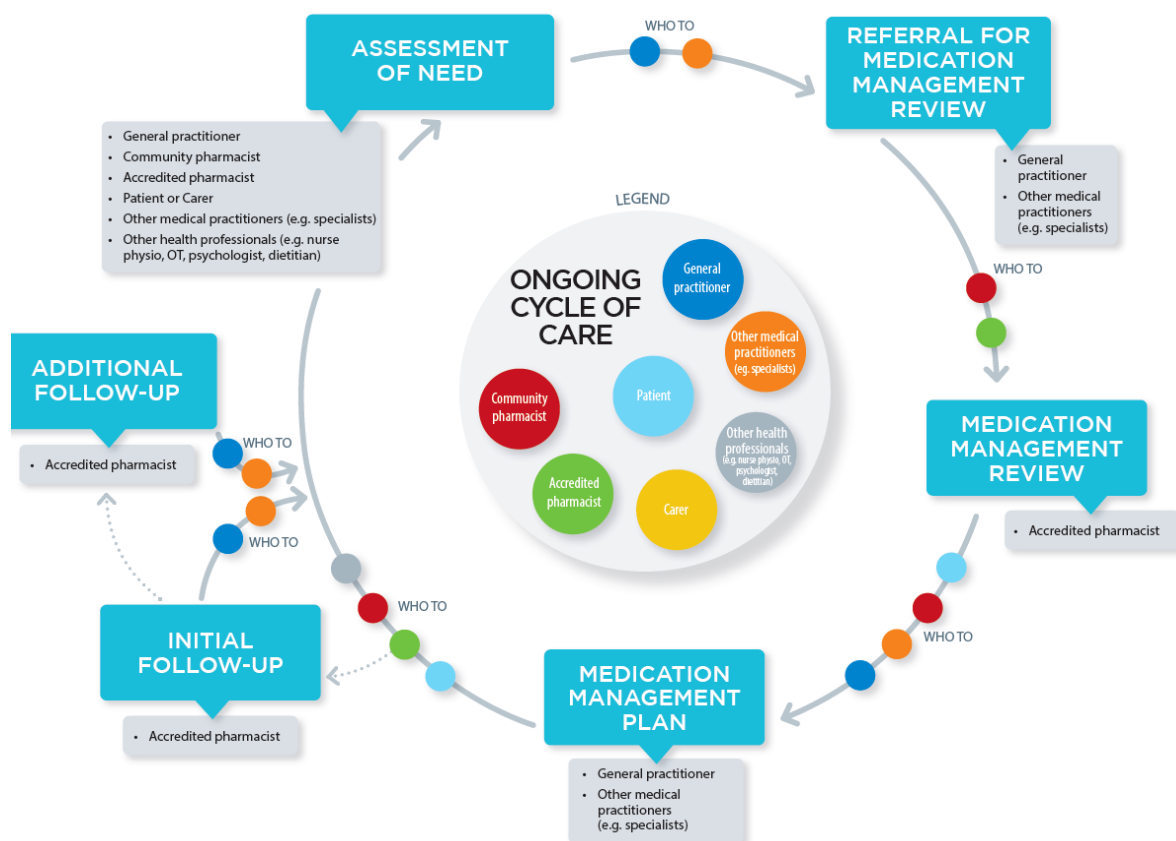 ASSESSMENT
OF NEED
• General practitioner
• Community pharmacist
• Accredited pharmacist
• Patient or Carer
• Other medical practitioners (e.g. specialists)
• Other health professionals (e.g. nurse
physio, OT, psychologist, dietitian)
WHO TO
REFERRAL FOR
MEDICATION
MANAGEMENT
REVIEW
• General
practitioner
• Other medical
practitioners
(e.g. specialists)
WHO TO
LEGEND
ONGOING
CYCLE OF
CARE
General
practitioner
Other medical
practitioners
(eg. specialists)
Community
pharmacist
Patient
Other health
professionals
(e.g. nurse physio, OT,
psychologist,
dietitian)
Accredited
pharmacist
Carer
MEDICATION
MANAGEMENT
REVIEW
• Accredited pharmacist
WHO TO
MEDICATION
MANAGEMENT
PLAN
• General practitioner
• Other medical
practitioners
(e.g. specialists)
WHO TO
INITIAL
FOLLOW-UP
• Accredited pharmacist
WHO TO
ADDITIONAL
FOLLOW-UP
• Accredited pharmacist
WHO TO